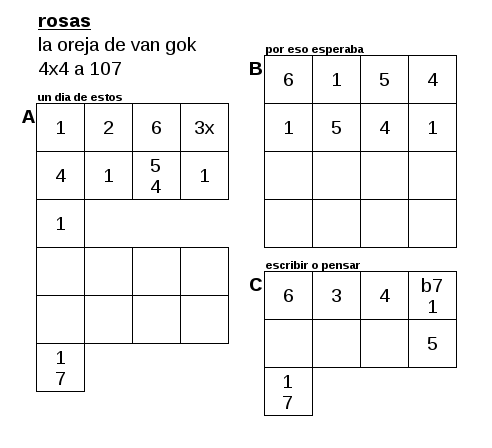 rosas
la oreja de van gok
4x4 a 107
un dia de estos
A
1 2 6 3x
4 1 5 1
4
1
1
7
por eso esperaba
B
6 1 5 4
1 5 4 1
escribir o pensar
C
6 3 4 b7
1
5
1
7